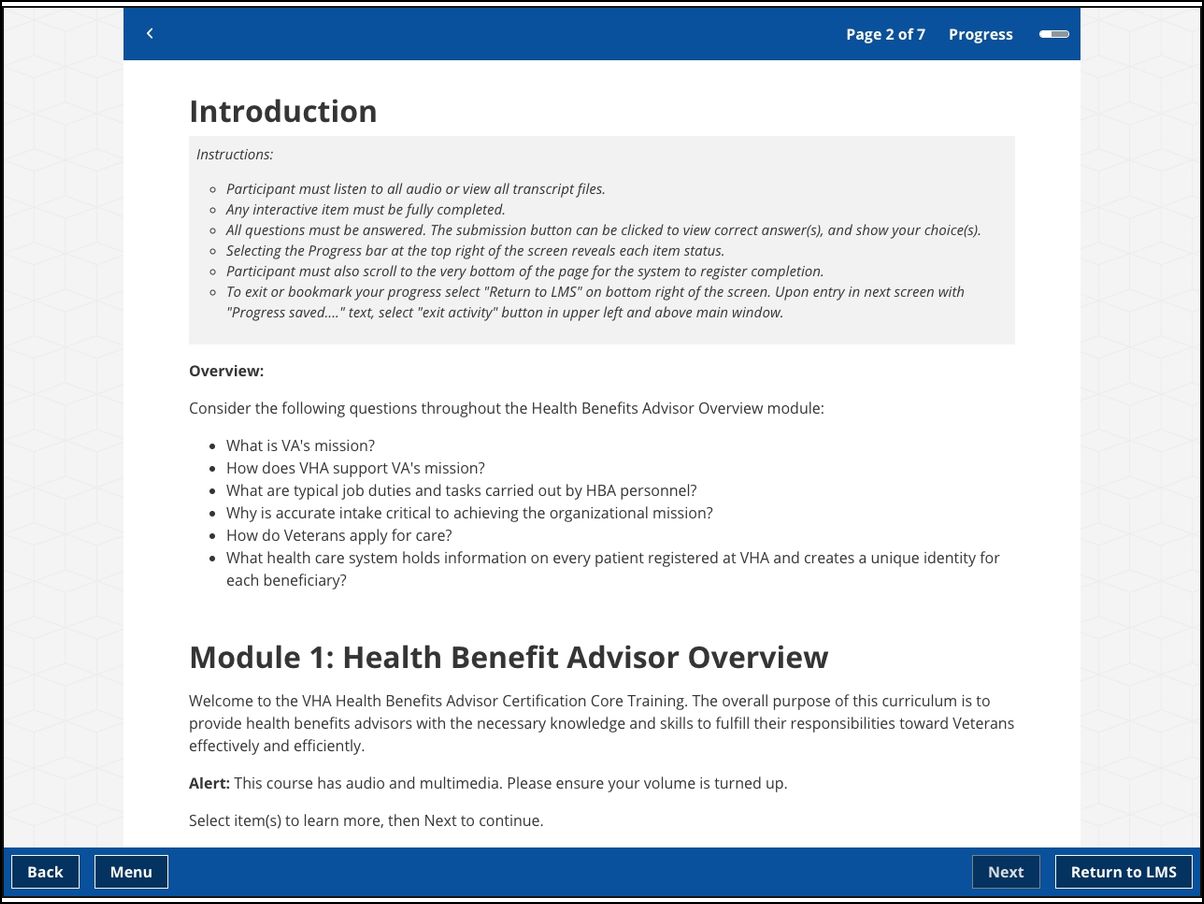 Page 2 of 7 Progress
Introduction
Instructions:
Participant must listen to all audio or view all transcript files.
Any interactive item must be fully completed.
All questions must be answered. The submission button can be clicked to view correct answer(s), and show your choice(s).
Selecting the Progress bar at the top right of the screen reveals each item status.
Participant must also scroll to the very bottom of the page for the system to register completion.
To exit or bookmark your progress select "Return to LMS" on bottom right of the screen. Upon entry in next screen with
"Progress saved...." text, select "exit activity" button in upper left and above main window.
Overview:
Consider the following questions throughout the Health Benefits Advisor Overview module:
What is VA's mission?
How does VHA support VA's mission?
What are typical job duties and tasks carried out by HBA personnel?
Why is accurate intake critical to achieving the organizational mission?
How do Veterans apply for care?
What health care system holds information on every patient registered at VHA and creates a unique identity for
each beneficiary?
Module 1: Health Benefit Advisor Overview
Welcome to the VHA Health Benefits Advisor Certification Core Training. The overall purpose of this curriculum is to
provide health benefits advisors with the necessary knowledge and skills to fulfill their responsibilities toward Veterans
effectively and efficiently.
Alert: This course has audio and multimedia. Please ensure your volume is turned up.
Select item(s) to learn more, then Next to continue.
Back Menu Next Return to LMS